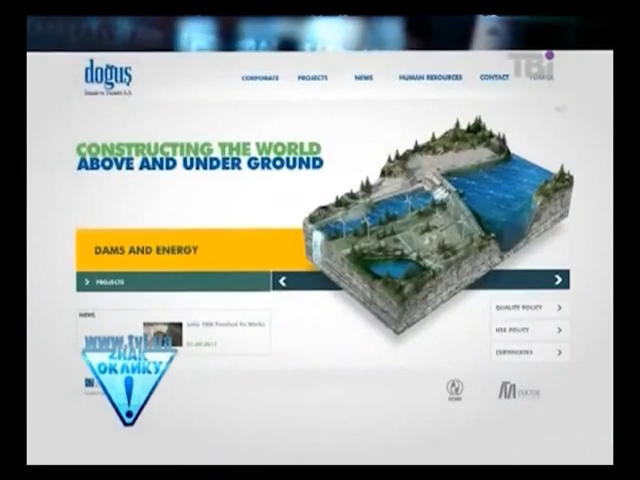 doğuş
CORPORATE PROJECTS NEWS HUMAN RESOURCES CONTACT
ТВі
CONSTRUCTING THE WORLD
ABOVE AND UNDER GROUND
DAMS AND ENERGY
PROJECTS
NEWS
QUALITY POLICY
HSE POLICY
CERTIFICATES
ЗНАК
ОКЛИКУ